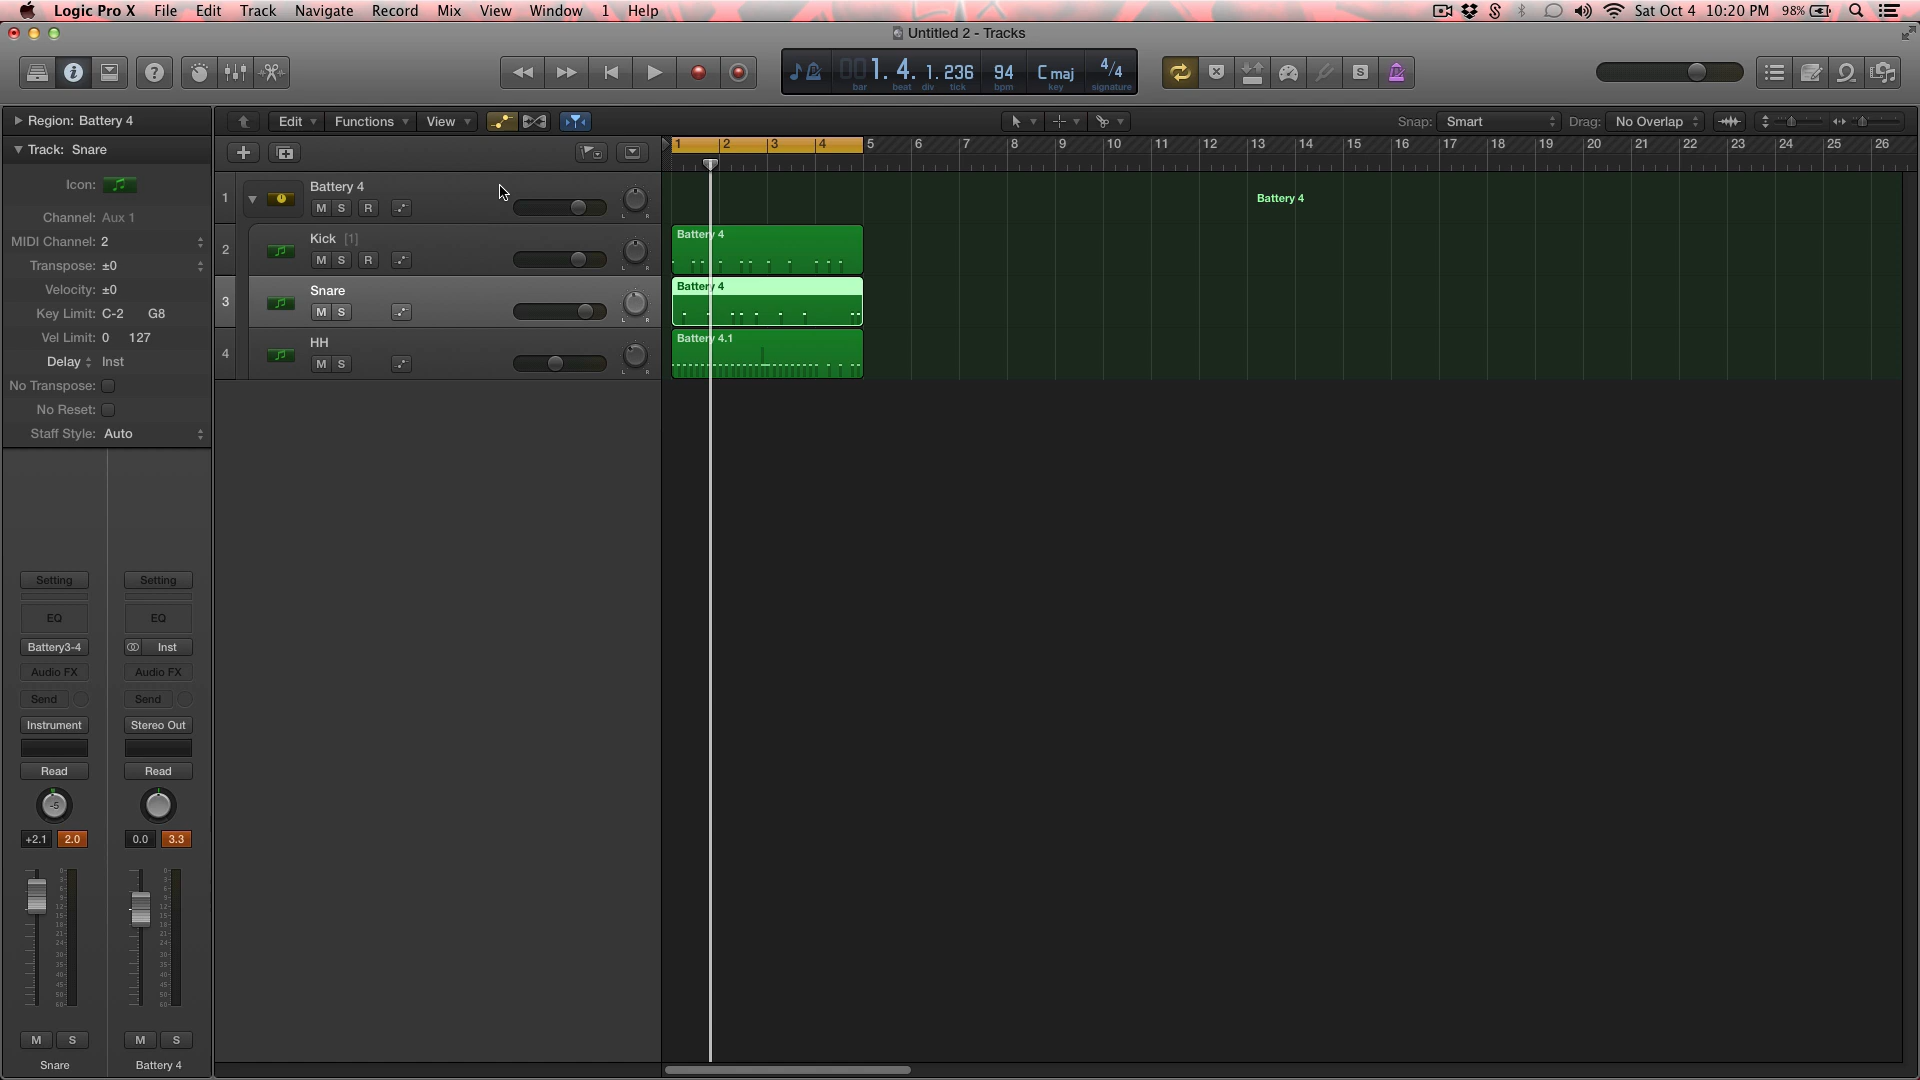 Logic Pro X File Edit Track Navigate Record Mix View Window 1 Help Sat Oct 4 10:20 PM 98%
Untitled 2 - Tracks
1. 4. 1. 236 94 C maj 4/4
bar beat div tick bpm key signature
Region: Battery 4
Edit Functions View Snap: Smart Drag: No Overlap
Track: Snare
1 2 3 4 5 6 7 8 9 10 11 12 13 14 15 16 17 18 19 20 21 22 23 24 25 26
Icon:
Channel: Aux 1
MIDI Channel: 2
Transpose: ±0
Velocity: ±0
Key Limit: C-2 G8
Vel Limit: 0 127
Delay Inst
No Transpose:
No Reset:
Staff Style: Auto
1 Battery 4
M S R
Battery 4
2 Kick [1]
M S R
Battery 4
3 Snare
M S
Battery 4
4 HH
M S
Battery 4.1
Setting Setting
EQ EQ
Battery3-4 Inst
Audio FX Audio FX
Send Send
Instrument Stereo Out
Read Read
-5
+2.1 2.0 0.0 3.3
M S M S
Snare Battery 4